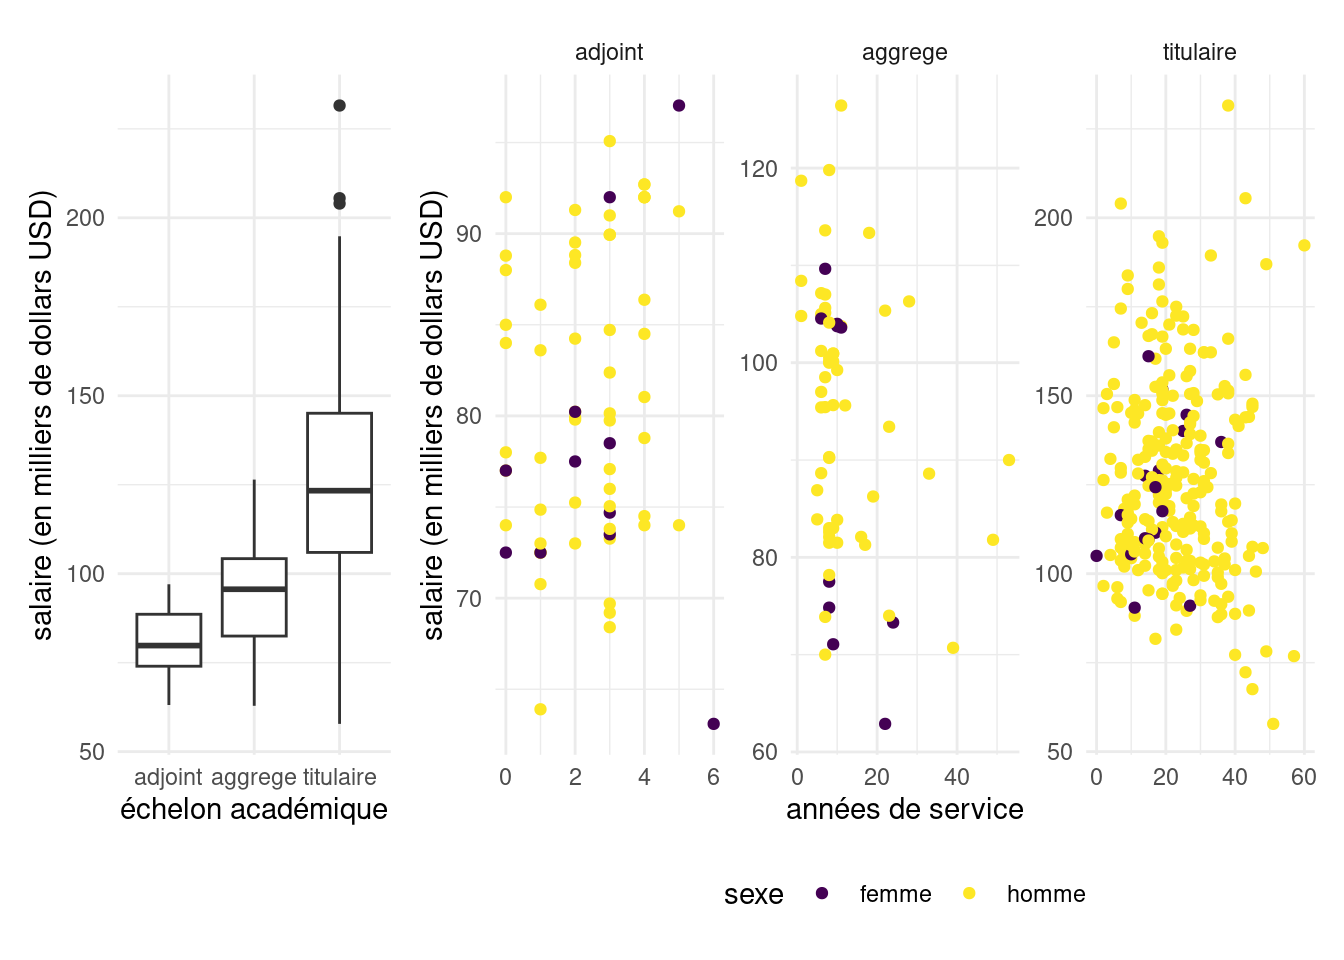 adjoint aggrege titulaire
salaire (en milliers de dollars USD)
200
150
100
50
adjoint aggrege titulaire
échelon académique
salaire (en milliers de dollars USD)
90
80
70
0 2 4 6
120
100
80
60
0 20 40
200
150
100
50
0 20 40 60
années de service
sexe femme homme